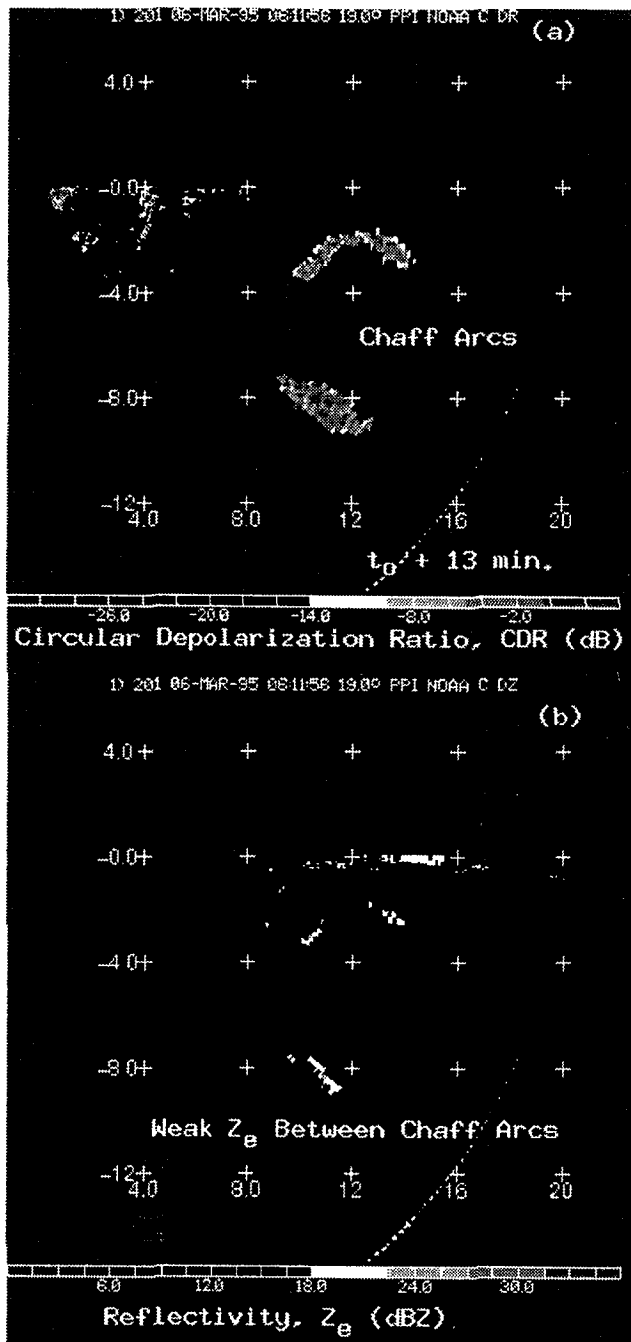 1) 201 06-MAR-95 06:11:56 19.0° PPI NOAA C DR
(a)
4.0
-0.0
-4.0
Chaff Arcs
-8.0
-12
4.0 8.0 12 16 20
t₀ + 13 min.
-26.0 -20.0 -14.0 -8.0 -2.0
Circular Depolarization Ratio, CDR (dB)
1) 201 06-MAR-95 06:11:56 19.0° PPI NOAA C DZ
(b)
4.0
-0.0
-4.0
-8.0
Weak Zₑ Between Chaff Arcs
-12
4.0 8.0 12 16 20
6.0 12.0 18.0 24.0 30.0
Reflectivity, Zₑ (dBZ)